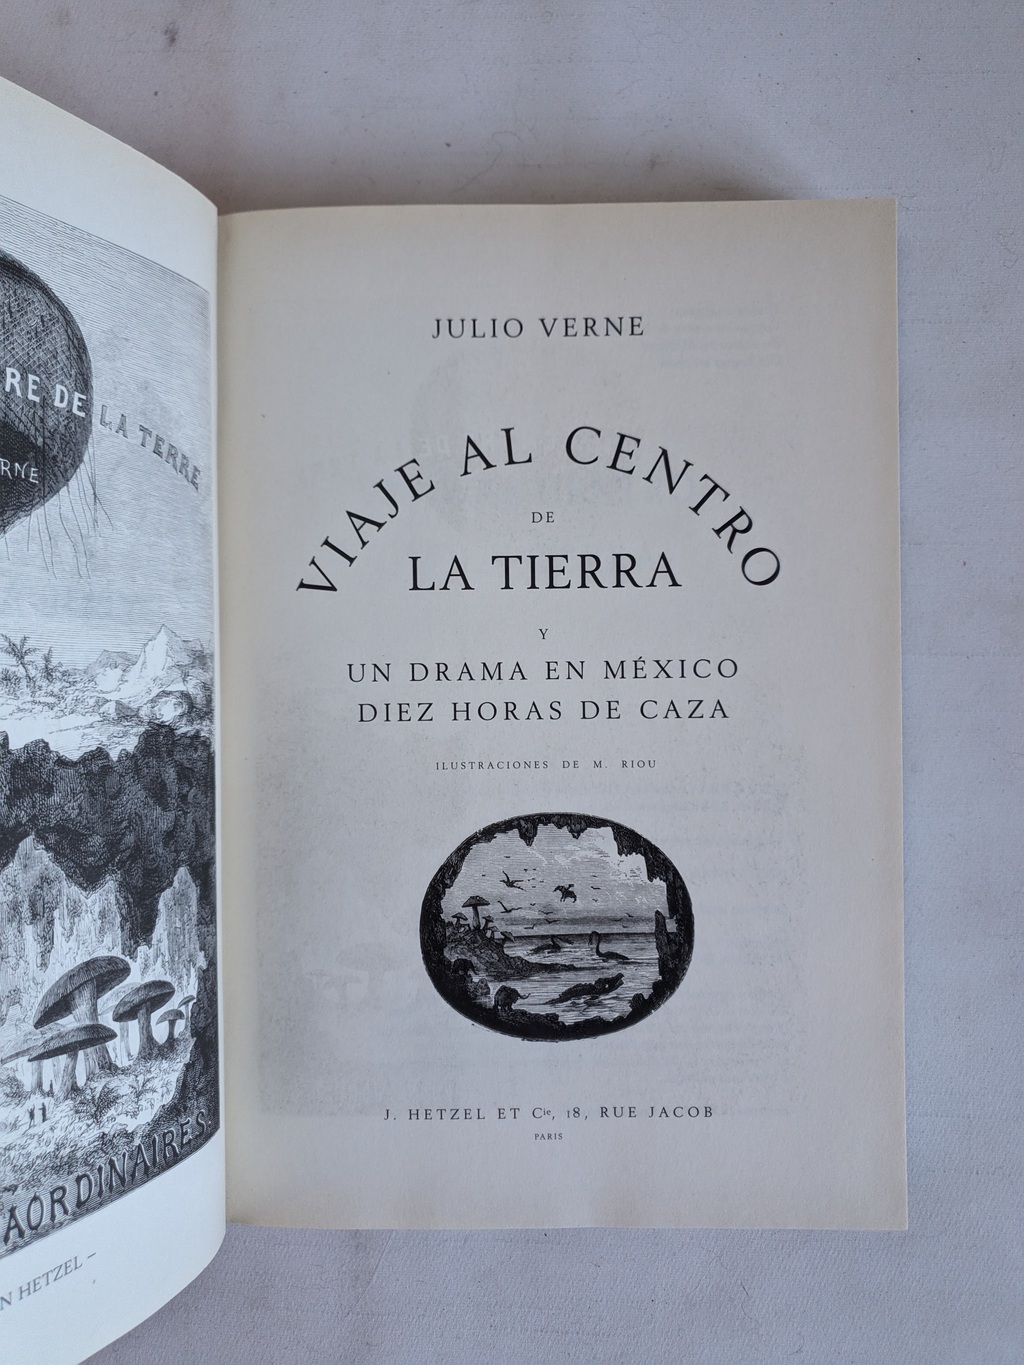 RE DE LA TERRE
RNE
AORDINAIRES.
N HETZEL –
JULIO VERNE
VIAJE AL CENTRO
DE
LA TIERRA
Y
UN DRAMA EN MÉXICO
DIEZ HORAS DE CAZA
ILUSTRACIONES DE M. RIOU
J. HETZEL ET Cie, 18, RUE JACOB
PARIS